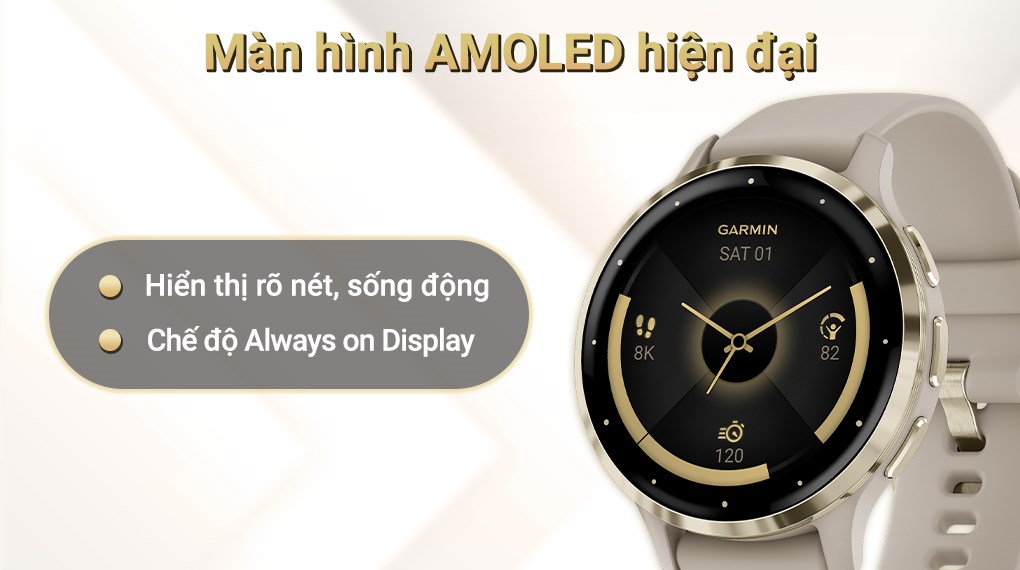 Màn hình AMOLED hiện đại
Hiển thị rõ nét, sống động
Chế độ Always on Display
GARMIN
SAT 01
8K
82
120